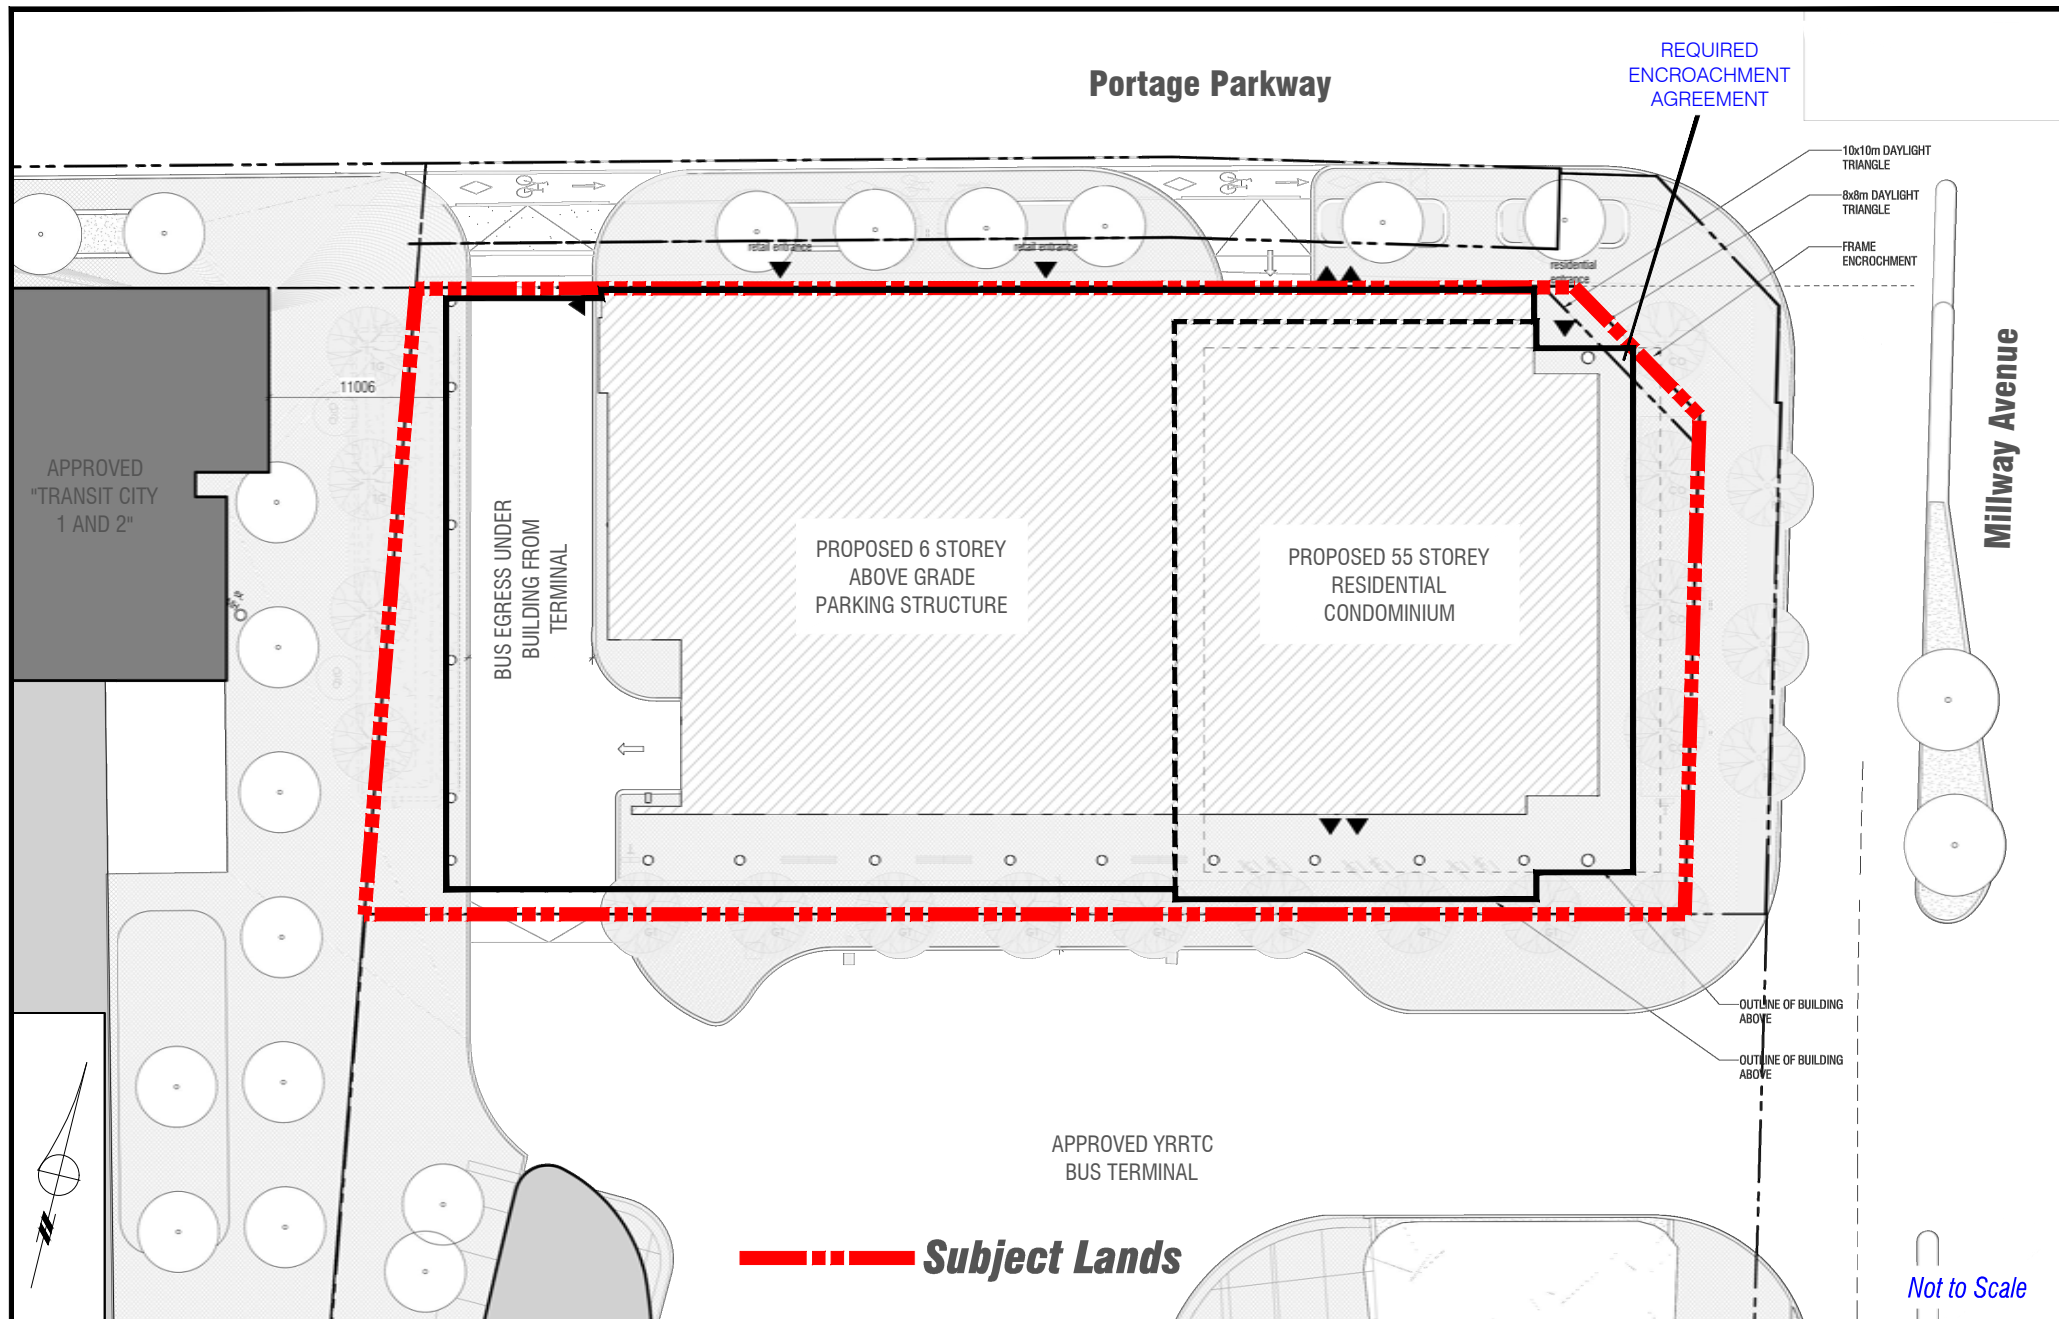 REQUIRED
ENCROACHMENT
AGREEMENT
Portage Parkway
10x10m DAYLIGHT
TRIANGLE
8x8m DAYLIGHT
TRIANGLE
FRAME
ENCROCHMENT
retail entrance
retail entrance
residential
entrance
11006
Millway Avenue
APPROVED
"TRANSIT CITY
1 AND 2"
BUS EGRESS UNDER
BUILDING FROM
TERMINAL
PROPOSED 6 STOREY
ABOVE GRADE
PARKING STRUCTURE
PROPOSED 55 STOREY
RESIDENTIAL
CONDOMINIUM
OUTLINE OF BUILDING
ABOVE
OUTLINE OF BUILDING
ABOVE
APPROVED YRRTC
BUS TERMINAL
Subject Lands
Not to Scale